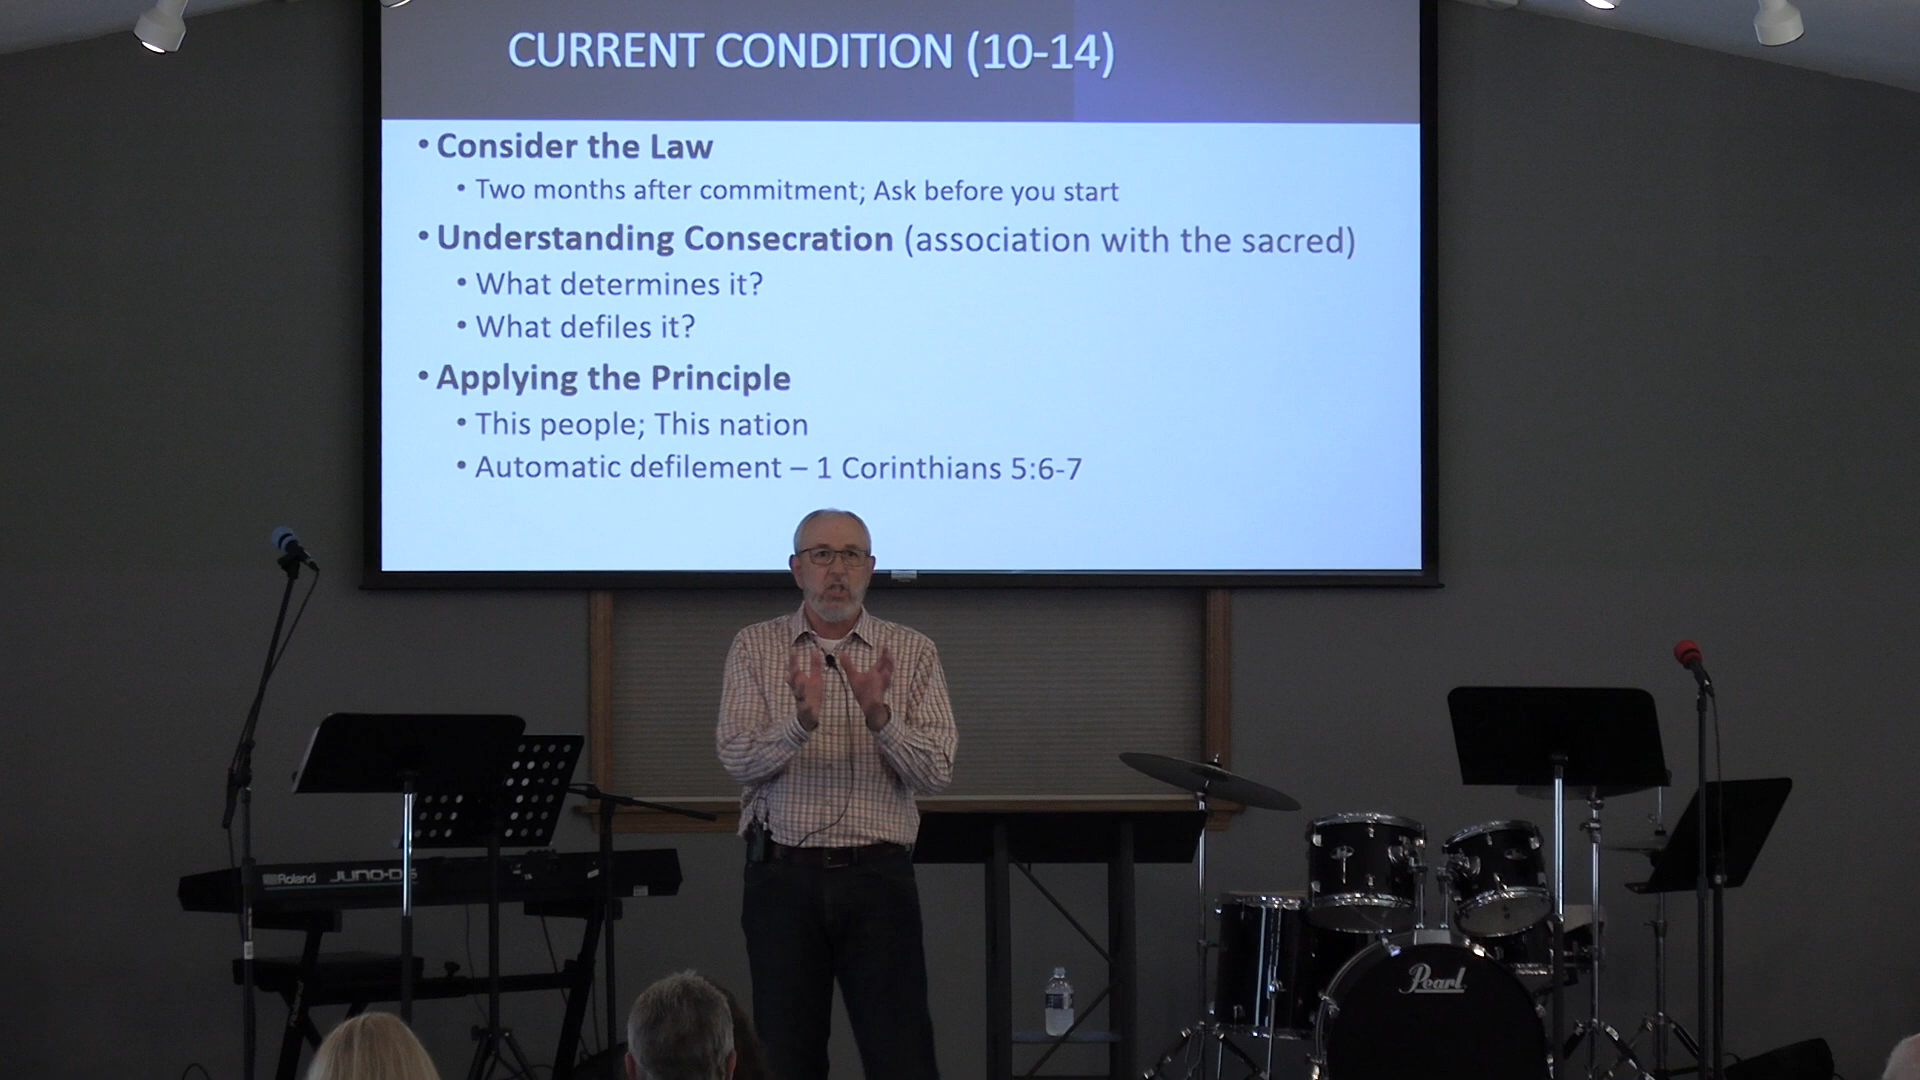 CURRENT CONDITION (10-14)
• Consider the Law
• Two months after commitment; Ask before you start
• Understanding Consecration (association with the sacred)
• What determines it?
• What defiles it?
• Applying the Principle
• This people; This nation
• Automatic defilement – 1 Corinthians 5:6-7
Roland JUNO-DS
Pearl